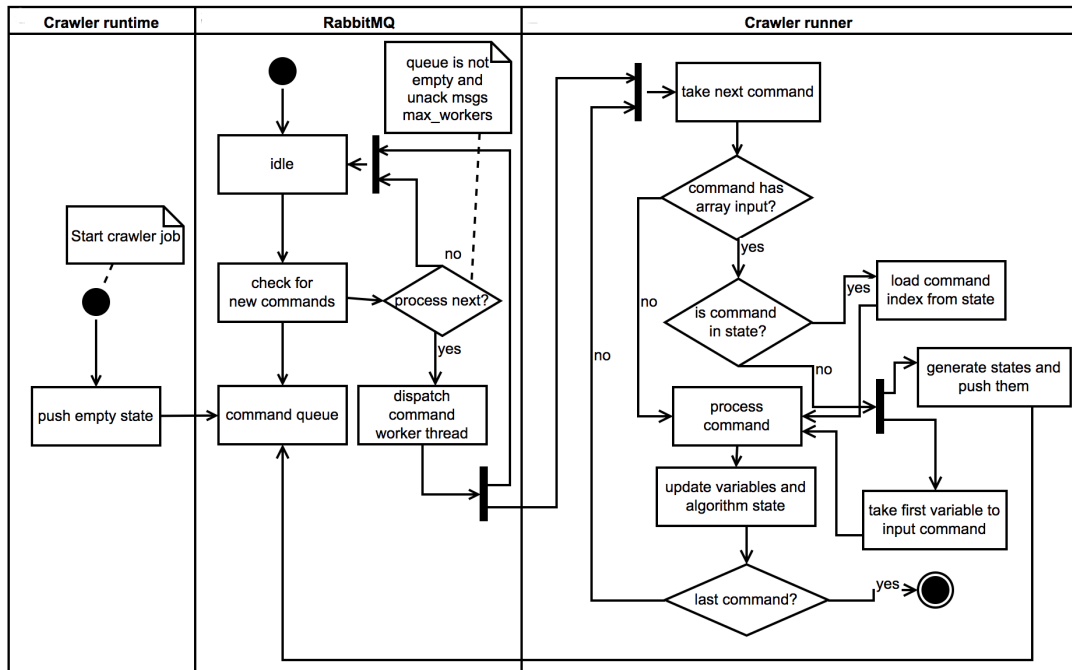 Crawler runtime
RabbitMQ
Crawler runner
queue is not
empty and
unack msgs
max_workers
take next command
idle
command has
array input?
Start crawler job
yes
no
check for
new commands
process next?
no
is command
in state?
yes
load command
index from state
yes
no
no
generate states and
push them
push empty state
command queue
dispatch
command
worker thread
process
command
update variables and
algorithm state
take first variable to
input command
last command?
yes